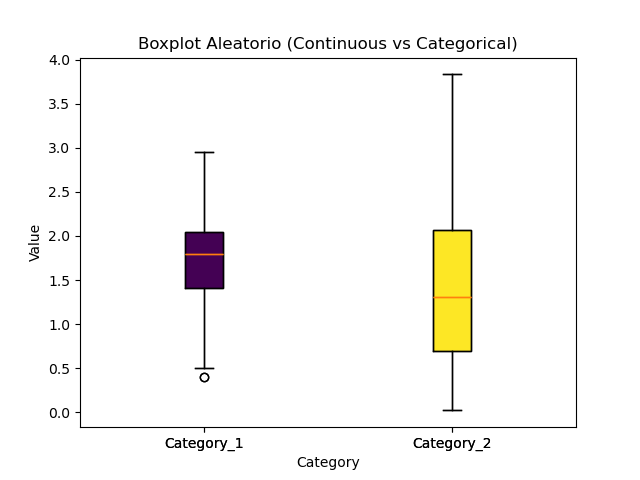 Boxplot Aleatorio (Continuous vs Categorical)
4.0
3.5
3.0
2.5
2.0
1.5
1.0
0.5
0.0
Value
Category_1
Category_2
Category